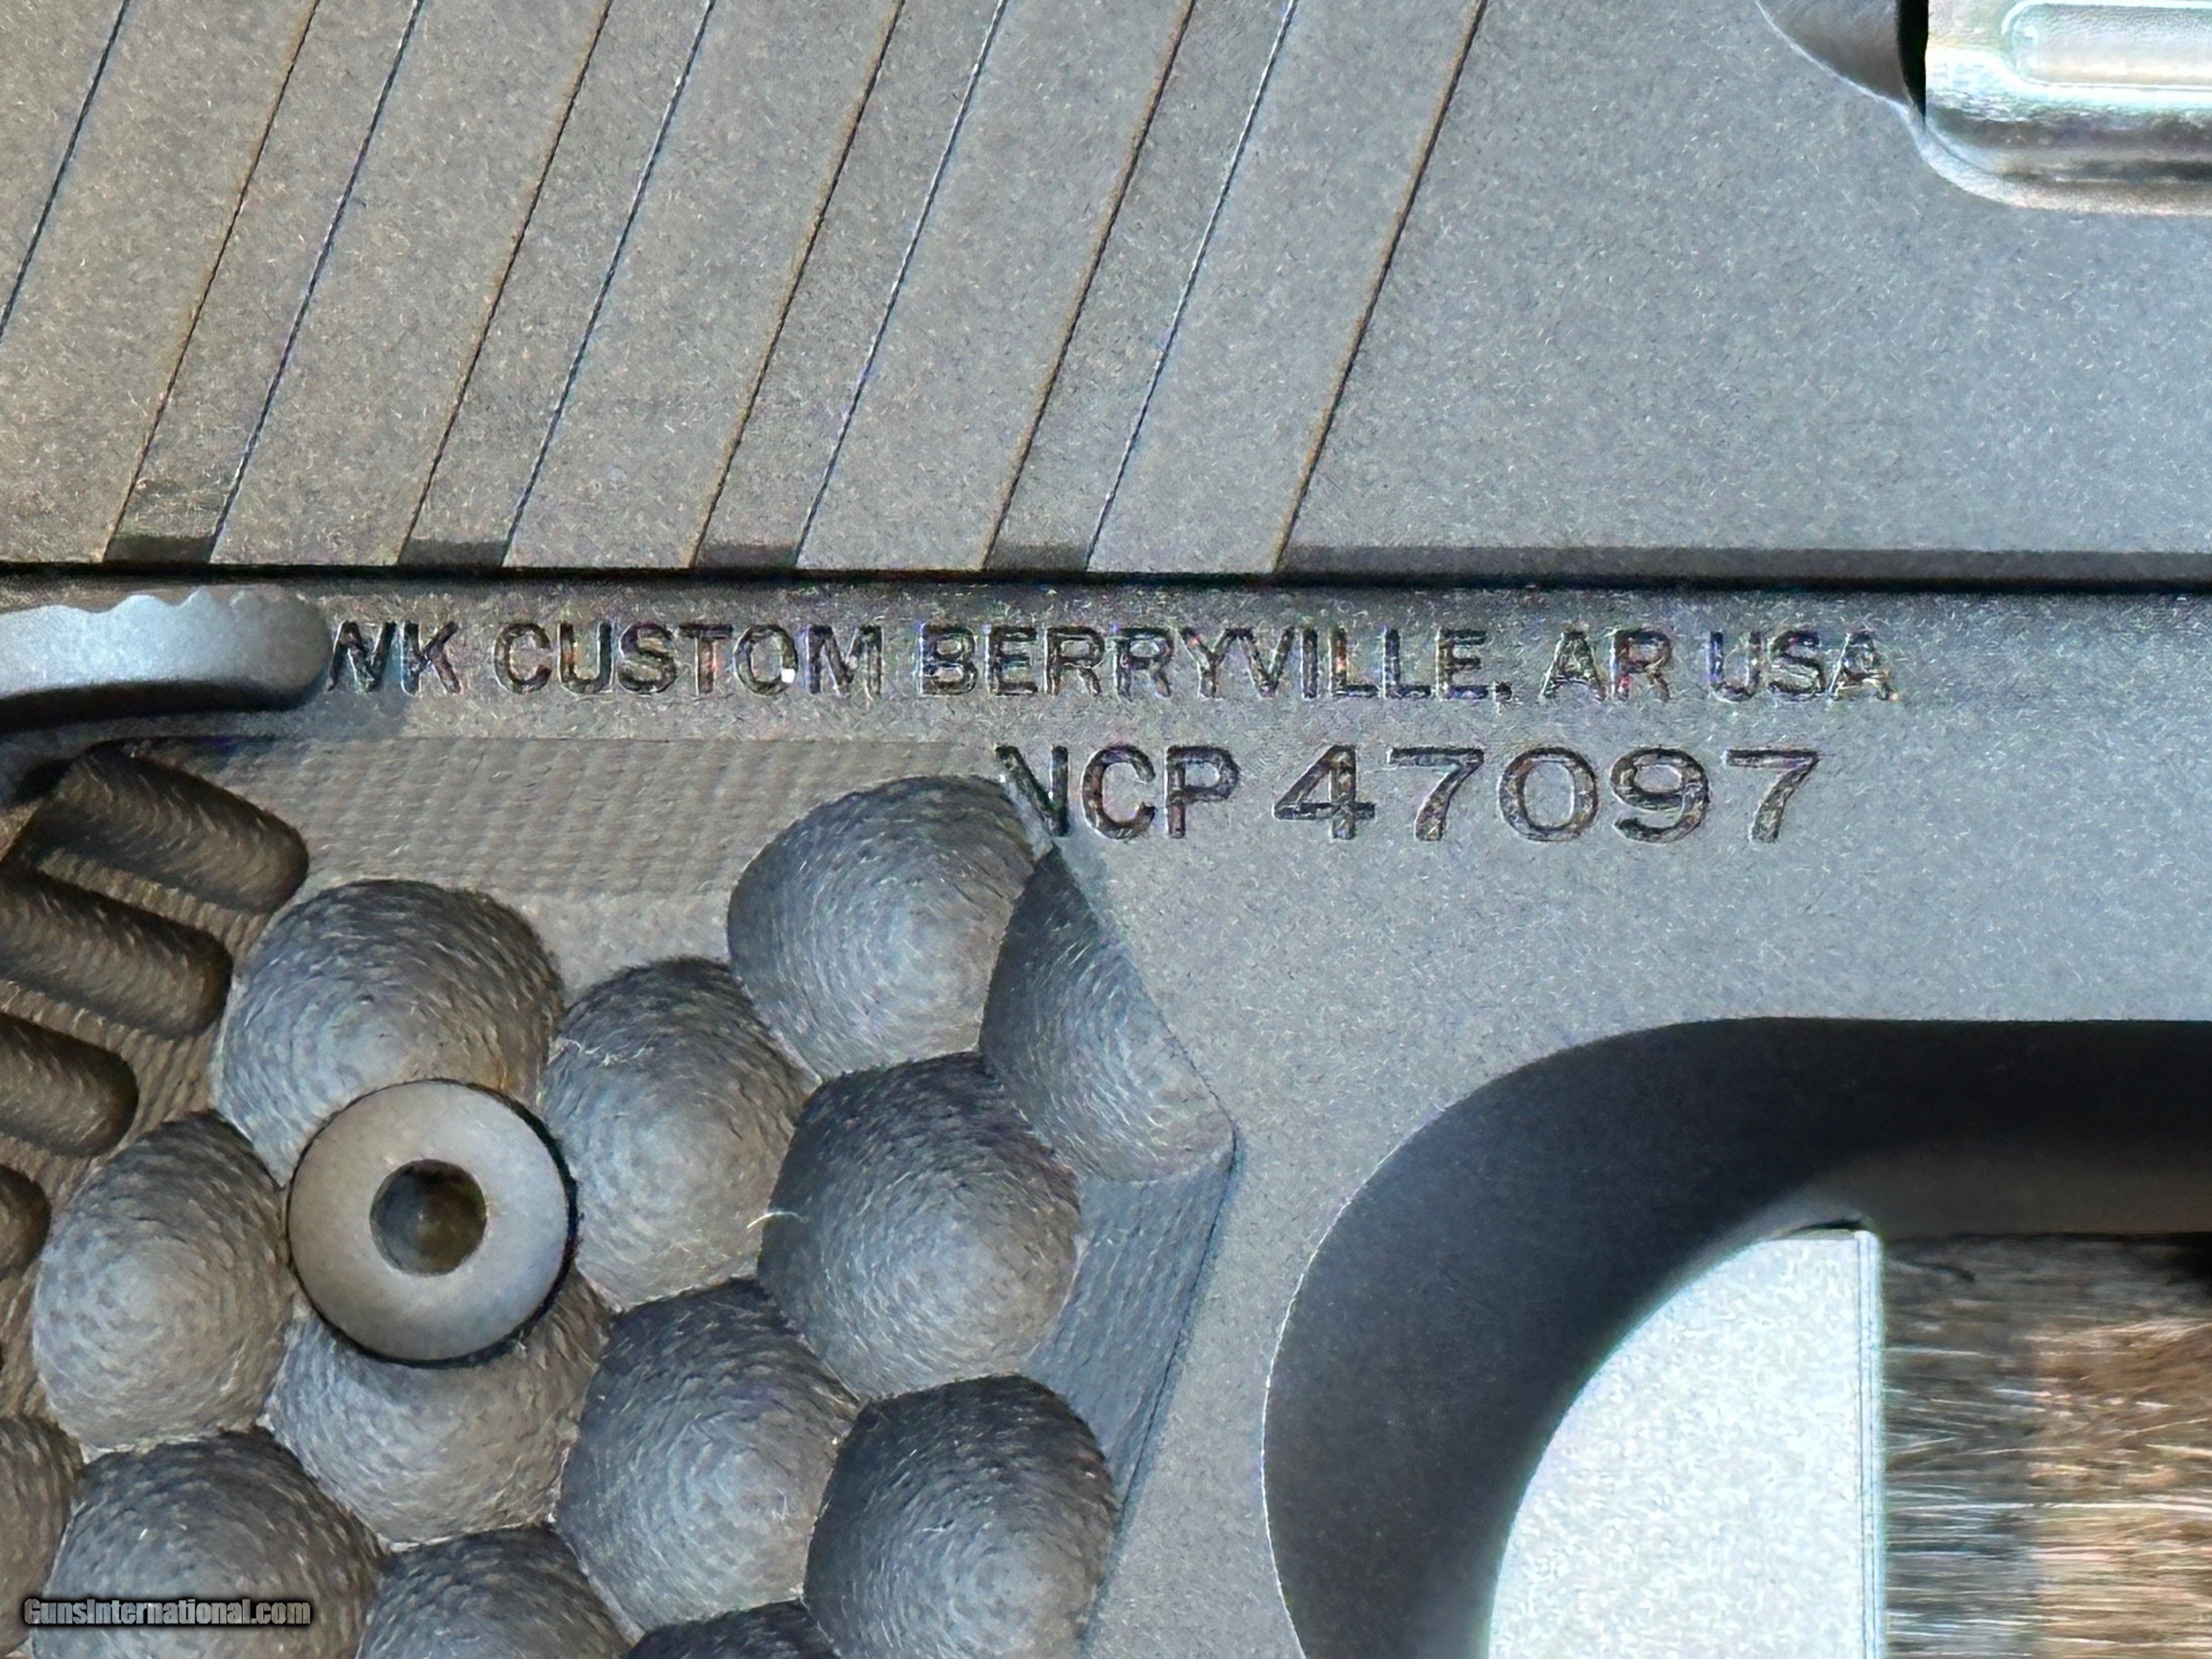 WK CUSTOM BERRYVILLE, AR USA
NCP 47097
GunsInternational.com